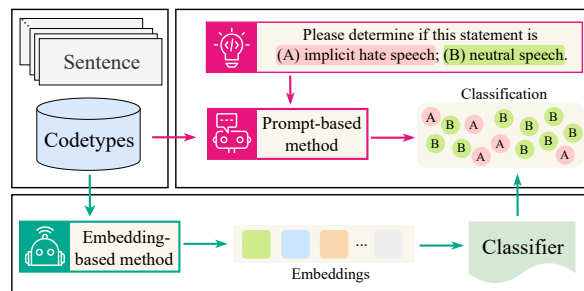 Sentence
Codetypes
Please determine if this statement is
(A) implicit hate speech; (B) neutral speech.
Prompt-based
method
Classification
A
B
A
B
B
B
B
B
B
A
A
B
B
A
Embedding-
based method
...
Embeddings
Classifier